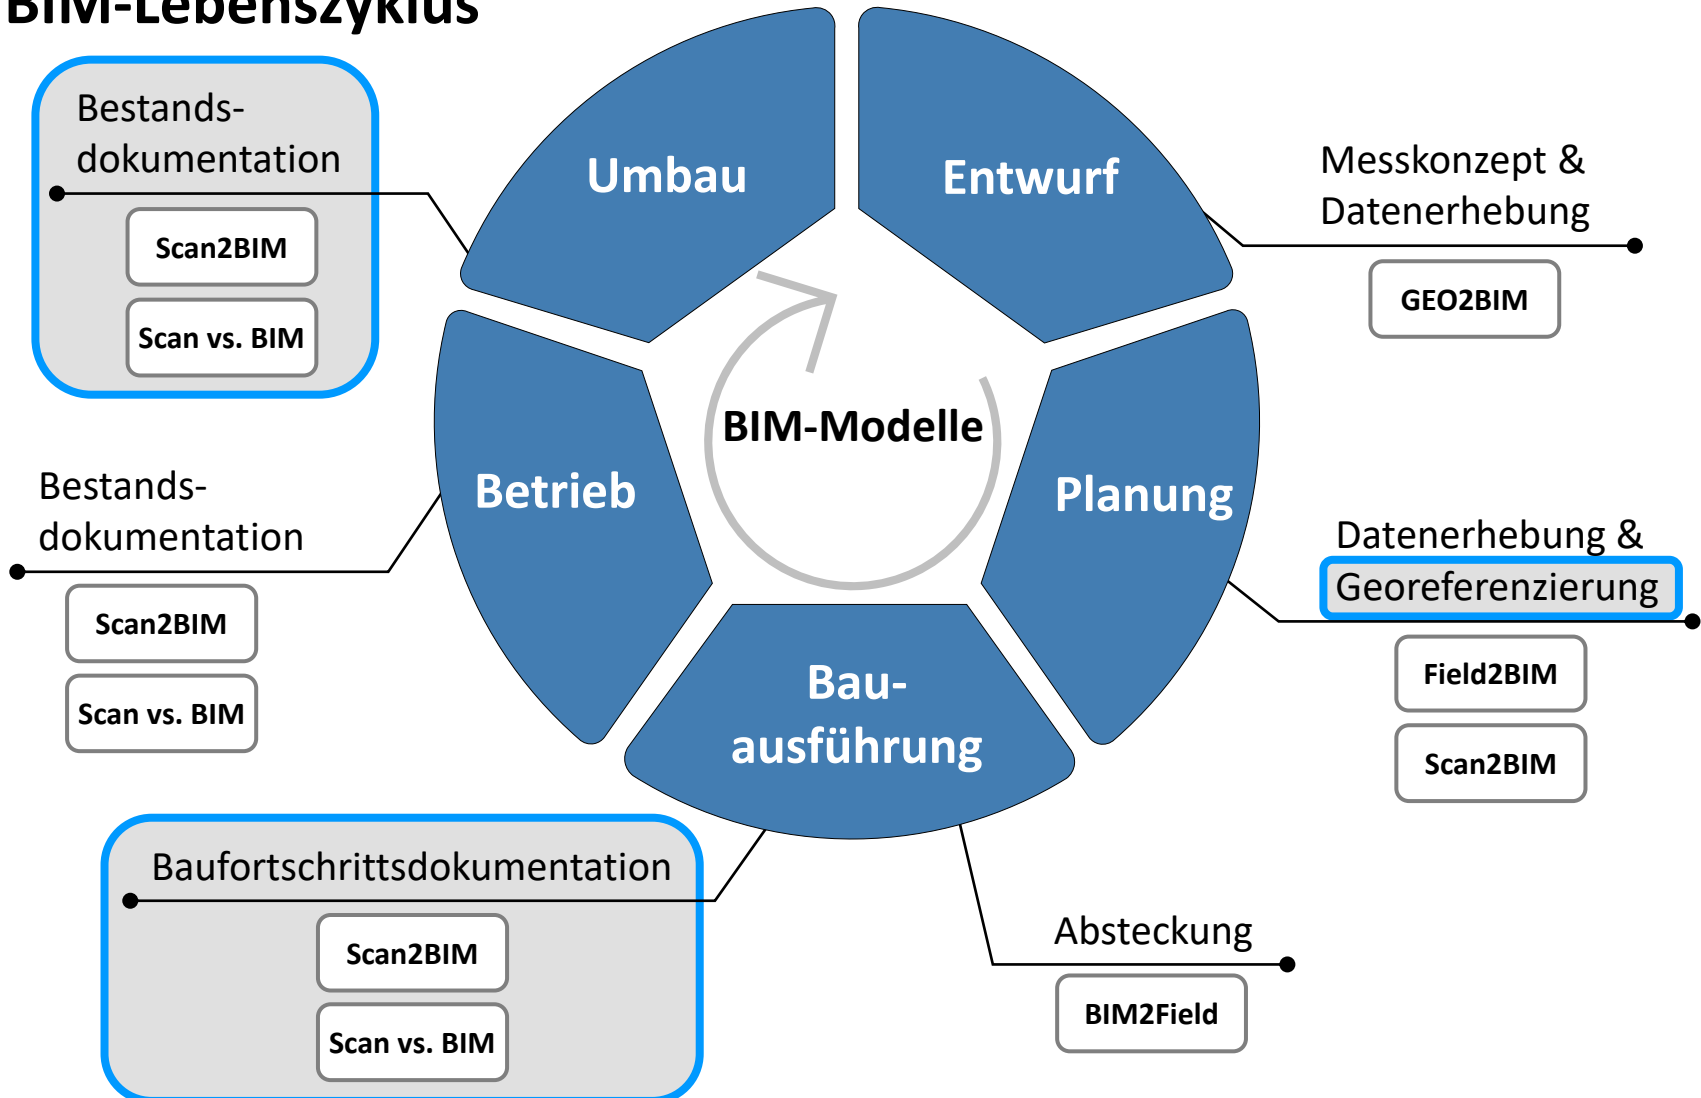 BIM-Lebenszyklus
Bestands-
dokumentation
Scan2BIM
Scan vs. BIM
Umbau
Entwurf
Messkonzept &
Datenerhebung
GEO2BIM
BIM-Modelle
Bestands-
dokumentation
Scan2BIM
Scan vs. BIM
Betrieb
Planung
Datenerhebung &
Georeferenzierung
Field2BIM
Scan2BIM
Bau-
ausführung
Baufortschrittsdokumentation
Scan2BIM
Scan vs. BIM
Absteckung
BIM2Field